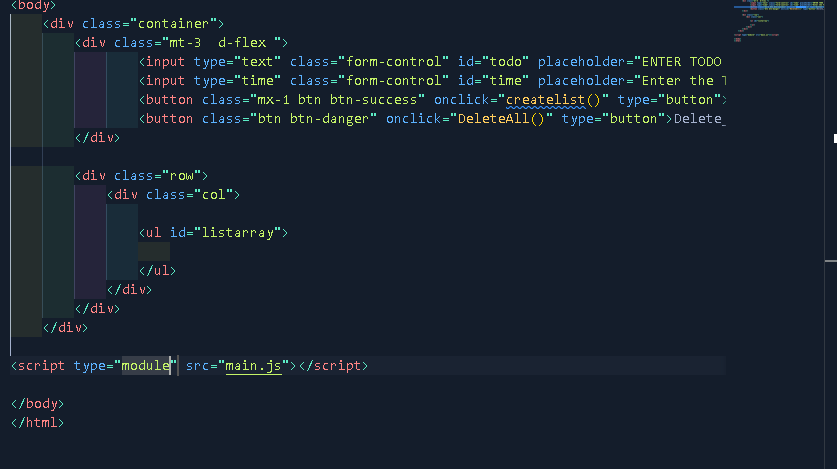 <body>
<div class="container">
<div class="mt-3  d-flex ">
<input type="text" class="form-control" id="todo" placeholder="ENTER TODO
<input type="time" class="form-control" id="time" placeholder="Enter the T
<button class="mx-1 btn btn-success" onclick="createlist()" type="button">
<button class="btn btn-danger" onclick="DeleteAll()" type="button">Delete_
</div>
<div class="row">
<div class="col">
<ul id="listarray">
</ul>
</div>
</div>
</div>
<script type="module" src="main.js"></script>
</body>
</html>